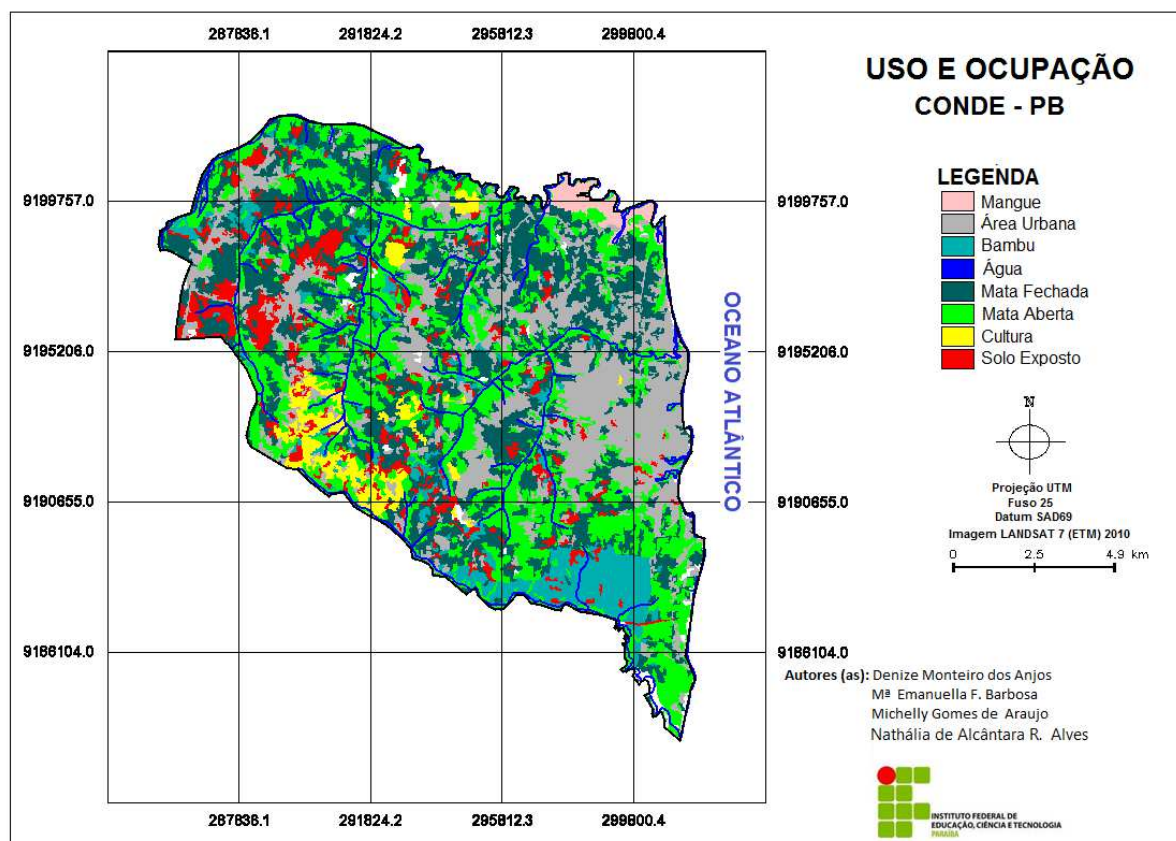 287836.1 291824.2 295812.3 299800.4
USO E OCUPAÇÃO
CONDE - PB
LEGENDA
Mangue
Área Urbana
Bambu
Água
Mata Fechada
Mata Aberta
Cultura
Solo Exposto
9199757.0 9199757.0
9195206.0 9195206.0
9190655.0 9190655.0
9186104.0 9186104.0
OCEANO ATLÂNTICO
N
Projeção UTM
Fuso 25
Datum SAD69
Imagem LANDSAT 7 (ETM) 2010
0 2.5 4.9 km
Autores (as): Denize Monteiro dos Anjos
Mª Emanuella F. Barbosa
Michelly Gomes de Araujo
Nathália de Alcântara R. Alves
INSTITUTO FEDERAL DE
EDUCAÇÃO, CIÊNCIA E TECNOLOGIA
PARAÍBA
287836.1 291824.2 295812.3 299800.4